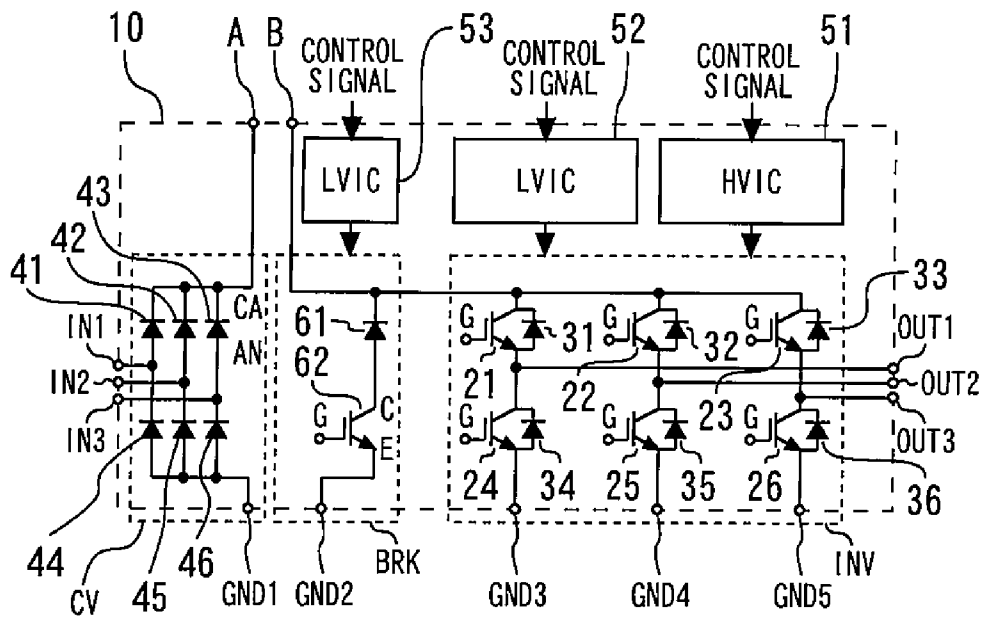 10
A
B
CONTROL
SIGNAL
53
CONTROL
SIGNAL
52
CONTROL
SIGNAL
51
LVIC
LVIC
HVIC
43
42
41
CA
AN
IN1
IN2
IN3
61
62
G
C
E
G
31
21
G
32
22
G
33
23
OUT1
OUT2
OUT3
G
24
34
G
25
35
G
26
36
44
CV
45
46
GND1
GND2
BRK
GND3
GND4
GND5
INV